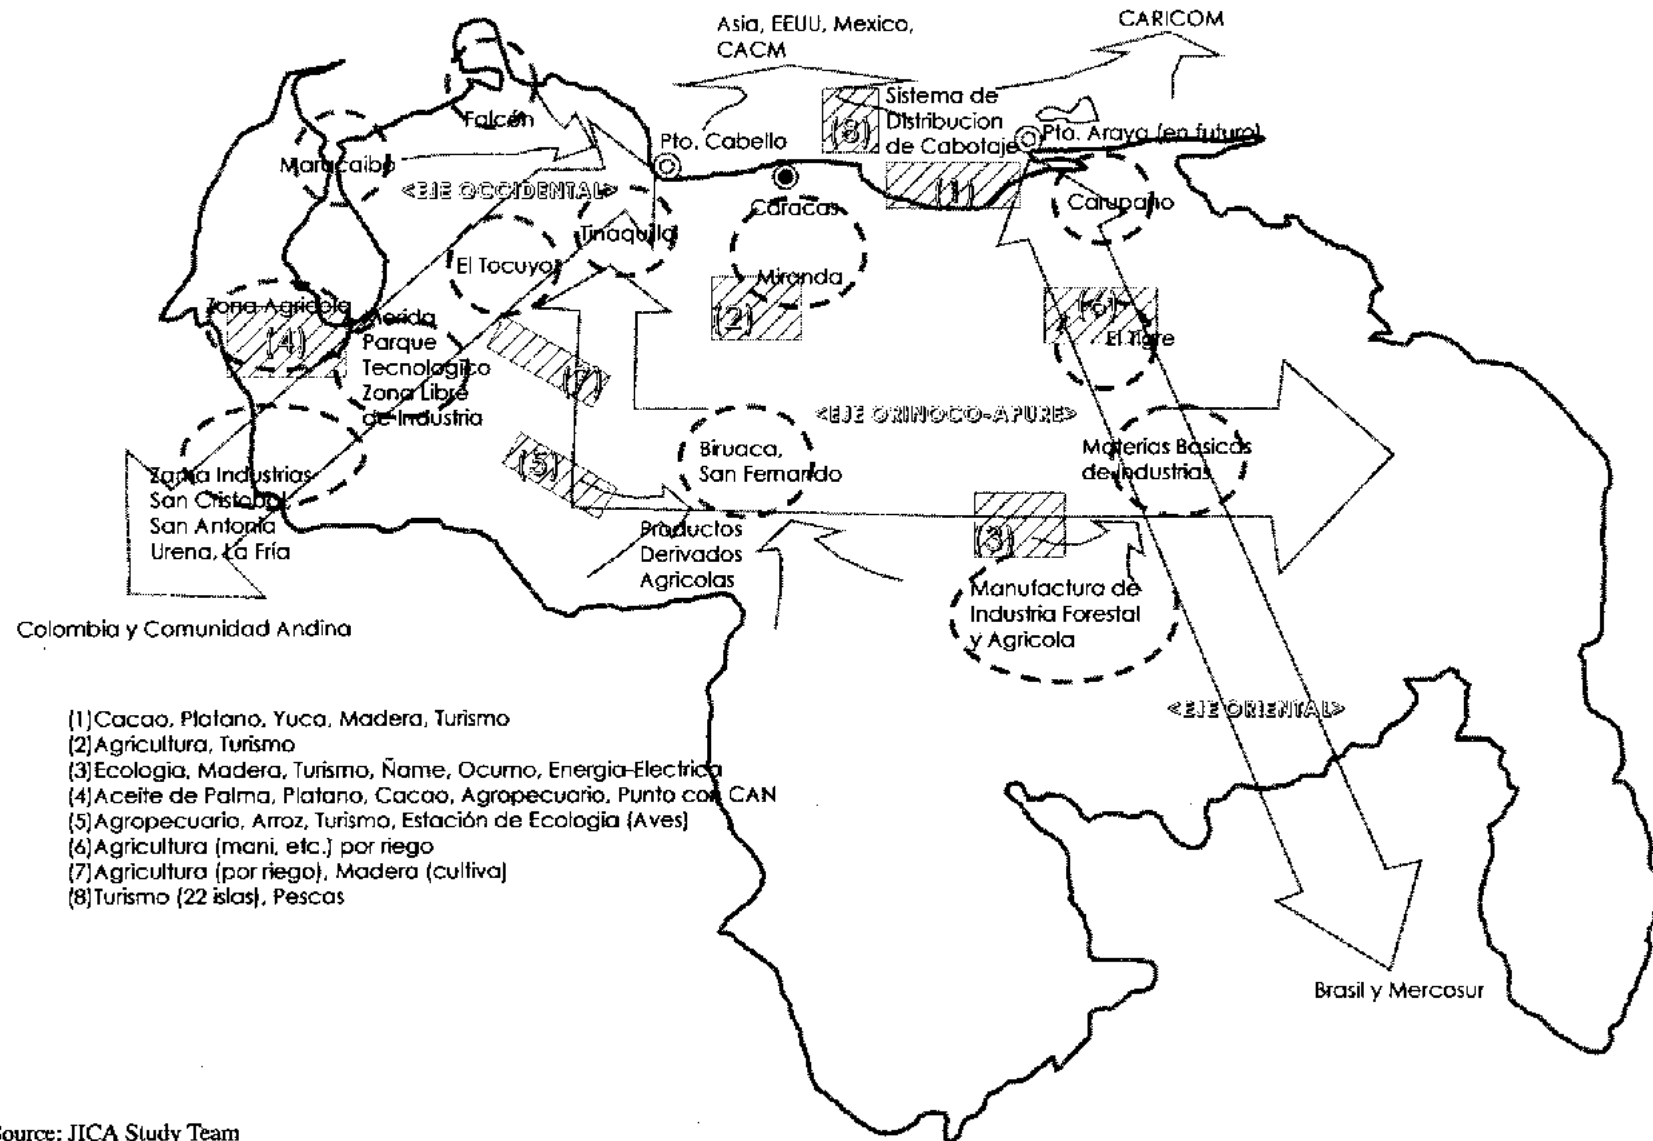 Asia, EEUU, Mexico,
CACM
CARICOM
Sistema de
Distribucion
de Cabotaje
(8)
Falcón
Pto. Cabello
Pto. Araya (en futuro)
Maracaibo
<EJE OCCIDENTAL>
(1)
Caracas
Carupano
Tinaquillo
El Tocuyo
Miranda
Zona Agricola
(4)
Merida
Parque
Tecnologico
Zona Libre
de Industria
(2)
(6)
El Tigre
(7)
<EJE ORINOCO-APURE>
Biruaca,
San Fernando
Materias Basicas
de Industrias
(5)
Industrias
San Cristobal,
San Antonia
Urena, La Fría
Productos
Derivados
Agricolas
(3)
Manufactura de
Industria Forestal
y Agricola
Colombia y Comunidad Andina
<EJE ORIENTAL>
(1)Cacao, Platano, Yuca, Madera, Turismo
(2)Agricultura, Turismo
(3)Ecologia, Madera, Turismo, Ñame, Ocumo, Energia-Electrica
(4)Aceite de Palma, Platano, Cacao, Agropecuario, Punto con CAN
(5)Agropecuario, Arroz, Turismo, Estación de Ecologia (Aves)
(6)Agricultura (mani, etc.) por riego
(7)Agricultura (por riego), Madera (cultiva)
(8)Turismo (22 islas), Pescas
Brasil y Mercosur
Source: JICA Study Team